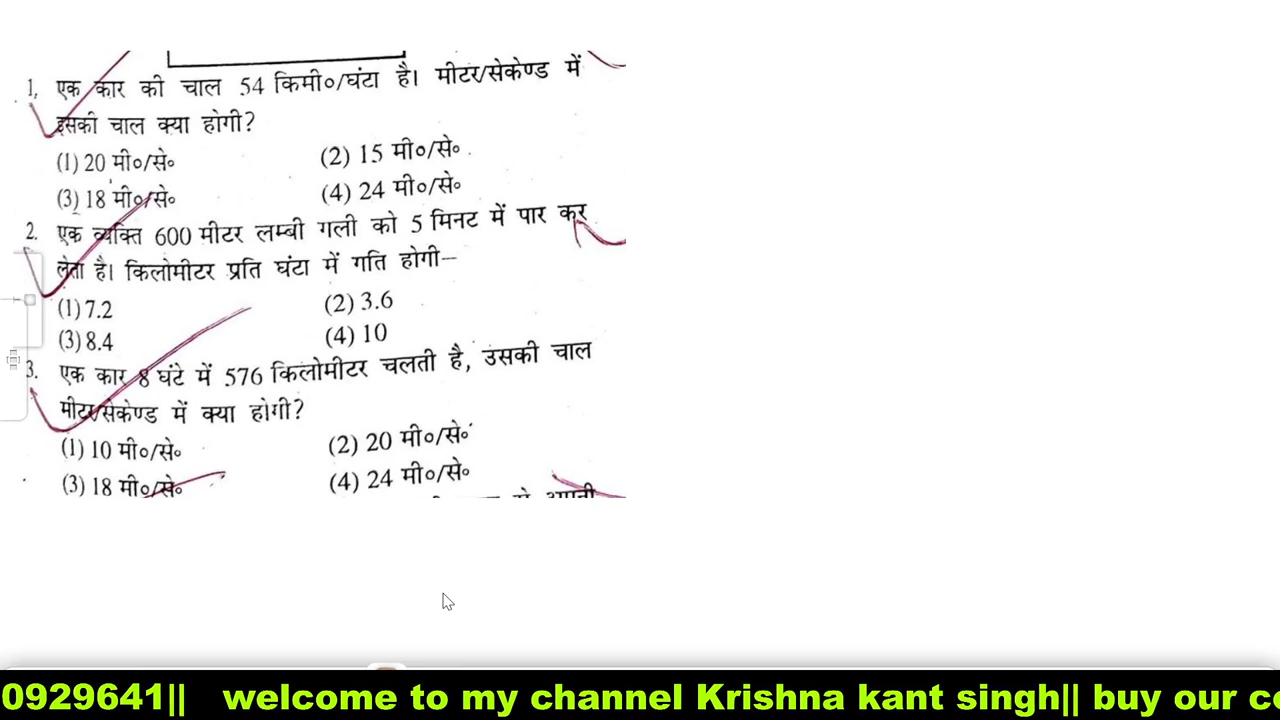 1. एक कार की चाल 54 किमी०/घंटा है। मीटर/सेकेण्ड में
इसकी चाल क्या होगी?
(1) 20 मी०/से० (2) 15 मी०/से०
(3) 18 मी०/से० (4) 24 मी०/से०
2. एक व्यक्ति 600 मीटर लम्बी गली को 5 मिनट में पार कर
लेता है। किलोमीटर प्रति घंटा में गति होगी—
(1) 7.2 (2) 3.6
(3) 8.4 (4) 10
3. एक कार 8 घंटे में 576 किलोमीटर चलती है, उसकी चाल
मीटर/सेकेण्ड में क्या होगी?
(1) 10 मी०/से० (2) 20 मी०/से०
(3) 18 मी०/से० (4) 24 मी०/से०
0929641|| welcome to my channel Krishna kant singh|| buy our